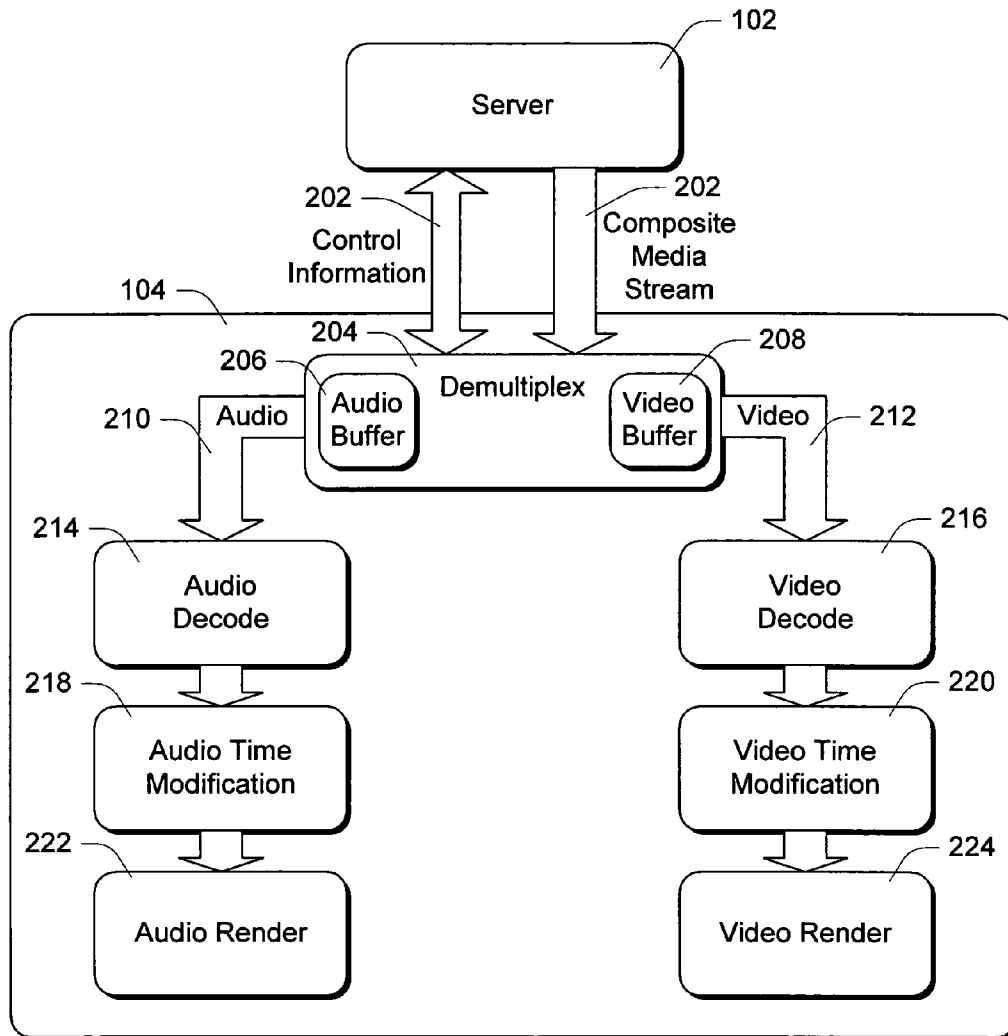 102
Server
202
Control
Information
202
Composite
Media
Stream
104
204
206
208
Demultiplex
Audio
Buffer
Video
Buffer
210
Audio
Video
212
214
216
Audio
Decode
Video
Decode
218
220
Audio Time
Modification
Video Time
Modification
222
224
Audio Render
Video Render